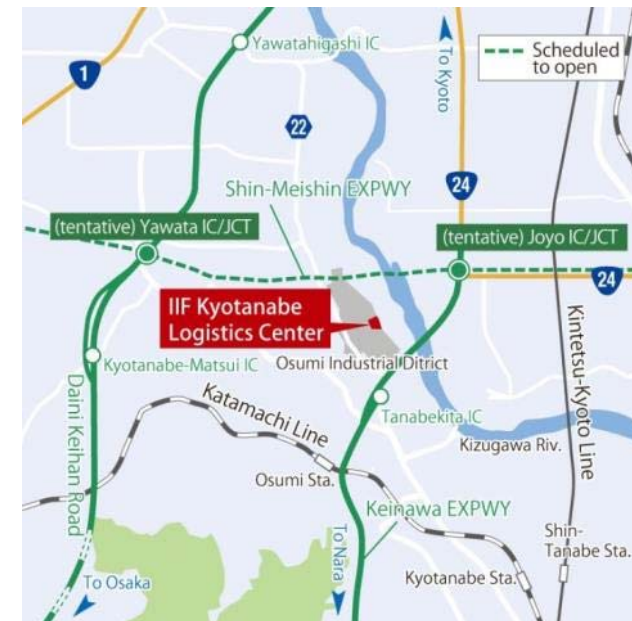 Yawatahigashi IC
To Kyoto
Scheduled
to open
1
22
24
Shin-Meishin EXPWY
(tentative) Yawata IC/JCT
(tentative) Joyo IC/JCT
24
IIF Kyotanabe
Logistics Center
Osumi Industrial Ditrict
Kyotanabe-Matsui IC
Kintetsu-Kyoto Line
Daini Keihan Road
Katamachi Line
Tanabekita IC
Kizugawa Riv.
Osumi Sta.
Keinawa EXPWY
To Nara
Shin-
Tanabe Sta.
Kyotanabe Sta.
To Osaka